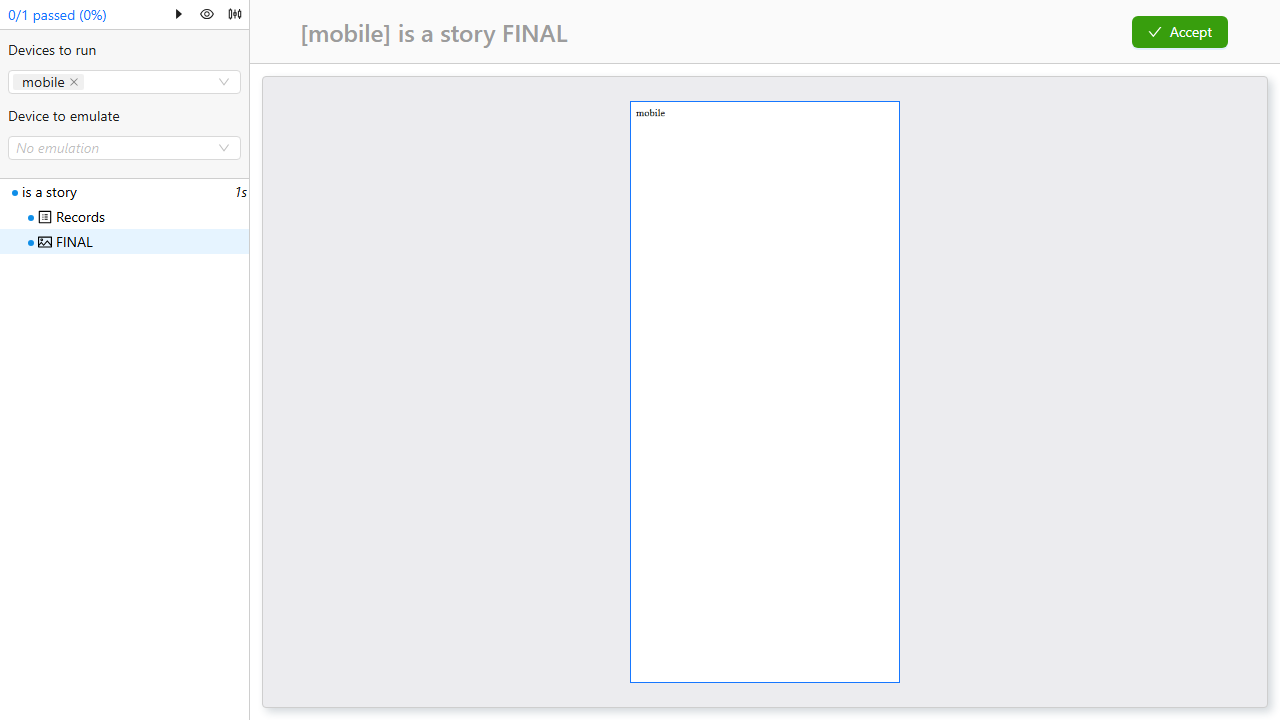 0/1 passed (0%)
Devices to run
mobile
Device to emulate
No emulation
is a story 1s
Records
FINAL
[mobile] is a story FINAL
Accept
mobile